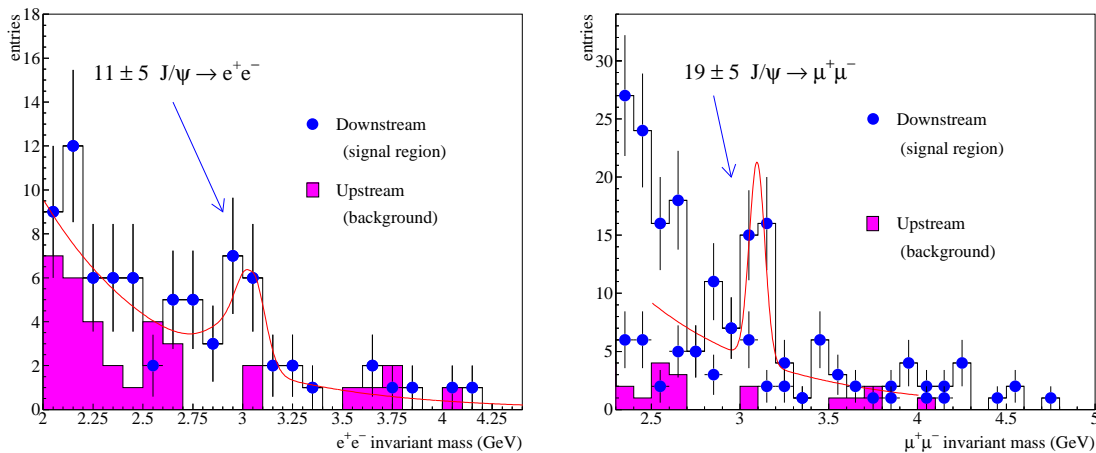 entries
18
16
14
12
10
8
6
4
2
0
11 ± 5 J/ψ → e⁺e⁻
Downstream
(signal region)
Upstream
(background)
2 2.25 2.5 2.75 3 3.25 3.5 3.75 4 4.25
e⁺e⁻ invariant mass (GeV)
entries
30
25
20
15
10
5
0
19 ± 5 J/ψ → μ⁺μ⁻
Downstream
(signal region)
Upstream
(background)
2.5 3 3.5 4 4.5 5
μ⁺μ⁻ invariant mass (GeV)